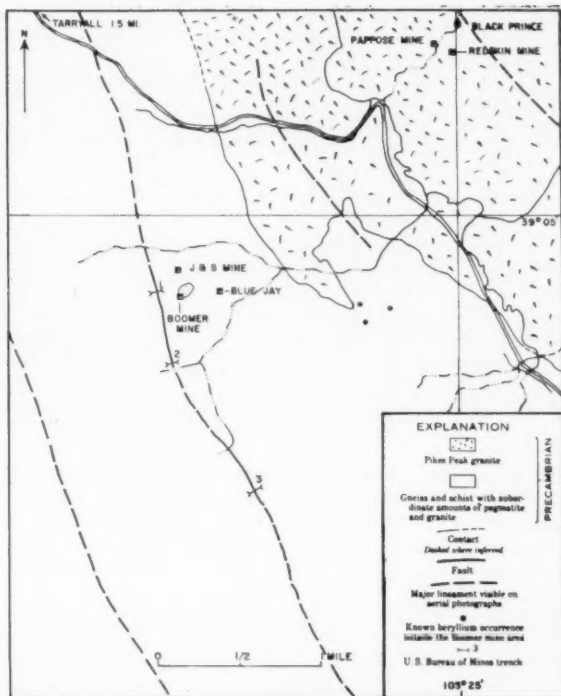 TARRYALL 1.5 MI.
N
BLACK PRINCE
PAPPOSE MINE
REDSKIN MINE
39° 05'
J & S MINE
BLUE JAY
1
BOOMER
MINE
2
3
EXPLANATION
Pikes Peak granite
Gneiss and schist with subor-
dinate amounts of pegmatite
and granite
PRECAMBRIAN
Contact
Dashed where inferred
Fault
Major lineament visible on
aerial photographs
Known beryllium occurrence
outside the Boomer mine area
3
U.S. Bureau of Mines trench
105° 25'
0 1/2 1 MILE